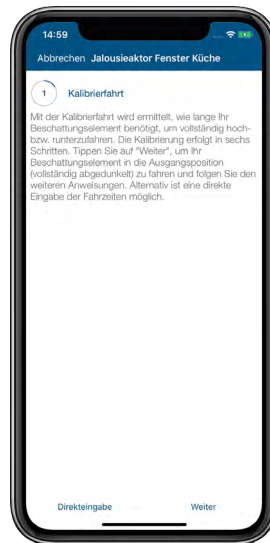 14:59
Abbrechen Jalousieaktor Fenster Küche
1 Kalibrierfahrt
Mit der Kalibrierfahrt wird ermittelt, wie lange Ihr
Beschattungselement benötigt, um vollständig hoch-
bzw. runterzufahren. Die Kalibrierung erfolgt in sechs
Schritten. Tippen Sie auf "Weiter", um Ihr
Beschattungselement in die Ausgangsposition
(vollständig abgedunkelt) zu fahren und folgen Sie den
weiteren Anweisungen. Alternativ ist eine direkte
Eingabe der Fahrzeiten möglich.
Direkteingabe Weiter